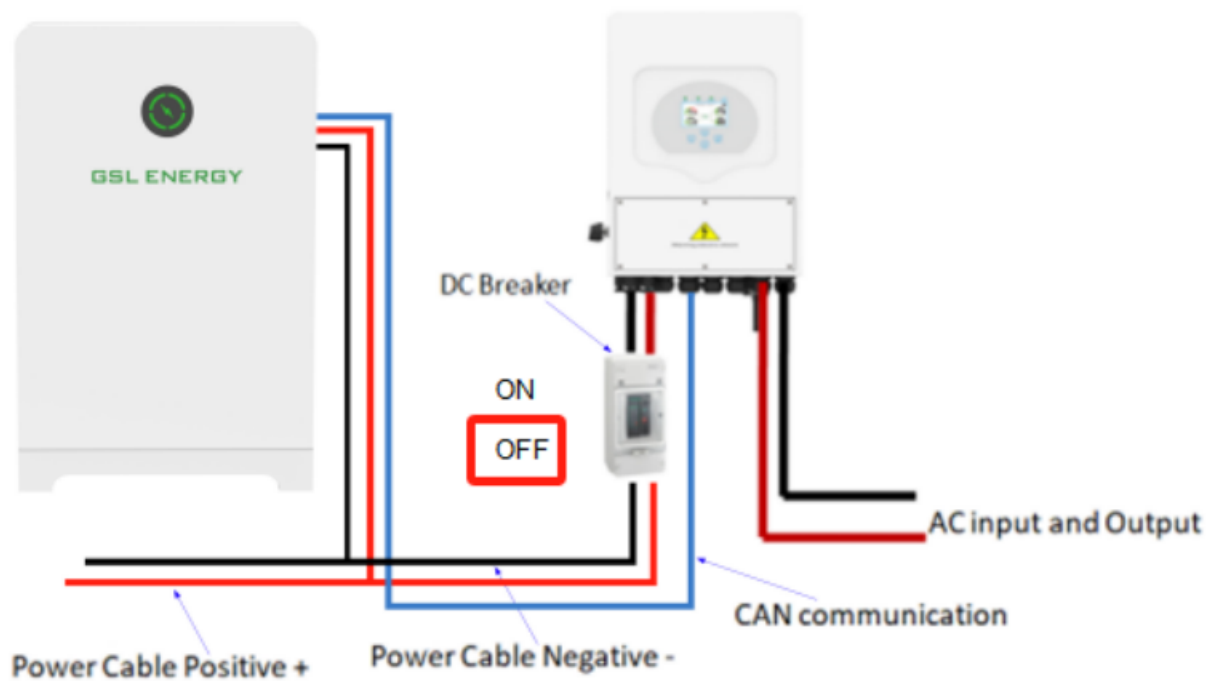 GSL ENERGY
DC Breaker
ON
OFF
AC input and Output
CAN communication
Power Cable Positive +
Power Cable Negative -